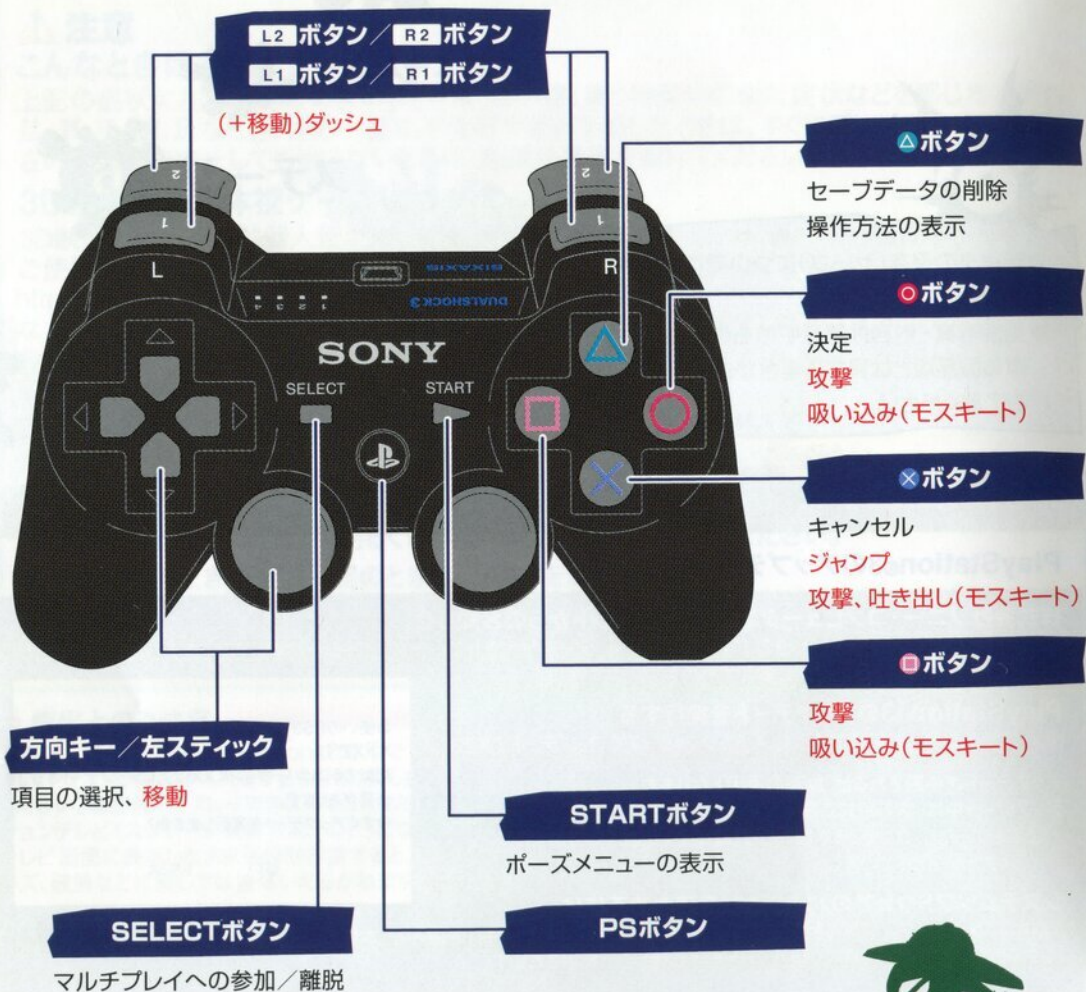 L2 ボタン／ R2 ボタン
L1 ボタン／ R1 ボタン
(＋移動)ダッシュ
△ボタン
セーブデータの削除
操作方法の表示
○ボタン
決定
攻撃
吸い込み(モスキート)
×ボタン
キャンセル
ジャンプ
攻撃、吐き出し(モスキート)
□ボタン
攻撃
吸い込み(モスキート)
2
2
1
1
L
R
SIXAXIS
1 2 3 4
DUALSHOCK 3
SONY
SELECT
START
方向キー／左スティック
項目の選択、移動
STARTボタン
ポーズメニューの表示
SELECTボタン
マルチプレイへの参加／離脱
PSボタン